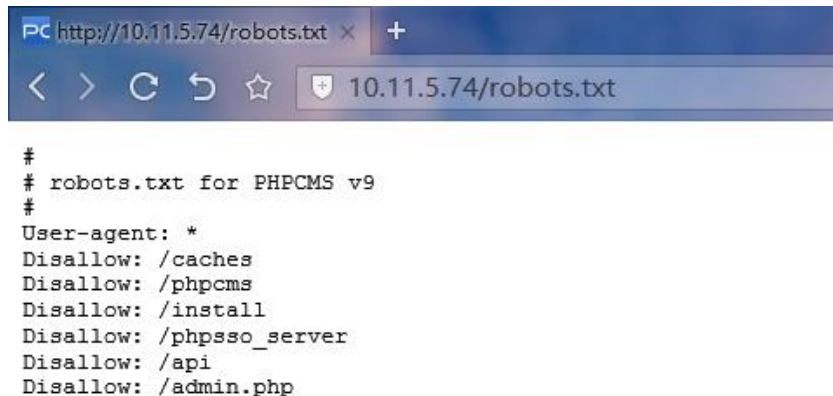 PC http://10.11.5.74/robots.txt
10.11.5.74/robots.txt
#
# robots.txt for PHPCMS v9
#
User-agent: *
Disallow: /caches
Disallow: /phpcms
Disallow: /install
Disallow: /phpsso_server
Disallow: /api
Disallow: /admin.php